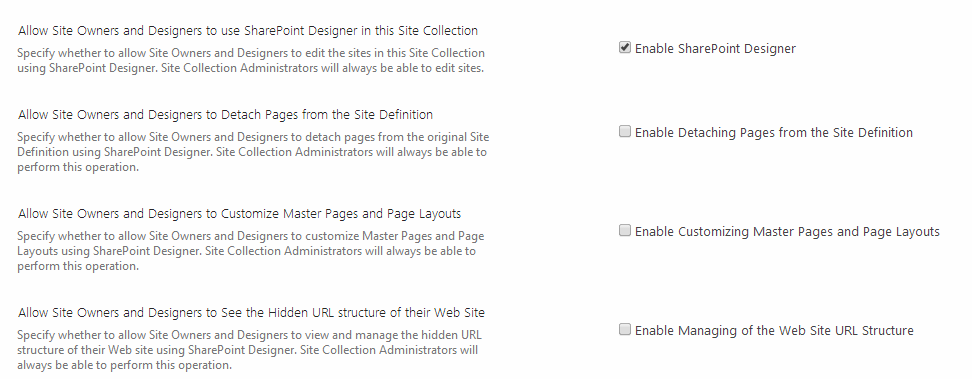 Allow Site Owners and Designers to use SharePoint Designer in this Site Collection
Specify whether to allow Site Owners and Designers to edit the sites in this Site Collection
using SharePoint Designer. Site Collection Administrators will always be able to edit sites.
Enable SharePoint Designer
Allow Site Owners and Designers to Detach Pages from the Site Definition
Specify whether to allow Site Owners and Designers to detach pages from the original Site
Definition using SharePoint Designer. Site Collection Administrators will always be able to
perform this operation.
Enable Detaching Pages from the Site Definition
Allow Site Owners and Designers to Customize Master Pages and Page Layouts
Specify whether to allow Site Owners and Designers to customize Master Pages and Page
Layouts using SharePoint Designer. Site Collection Administrators will always be able to
perform this operation.
Enable Customizing Master Pages and Page Layouts
Allow Site Owners and Designers to See the Hidden URL structure of their Web Site
Specify whether to allow Site Owners and Designers to view and manage the hidden URL
structure of their Web site using SharePoint Designer. Site Collection Administrators will
always be able to perform this operation.
Enable Managing of the Web Site URL Structure